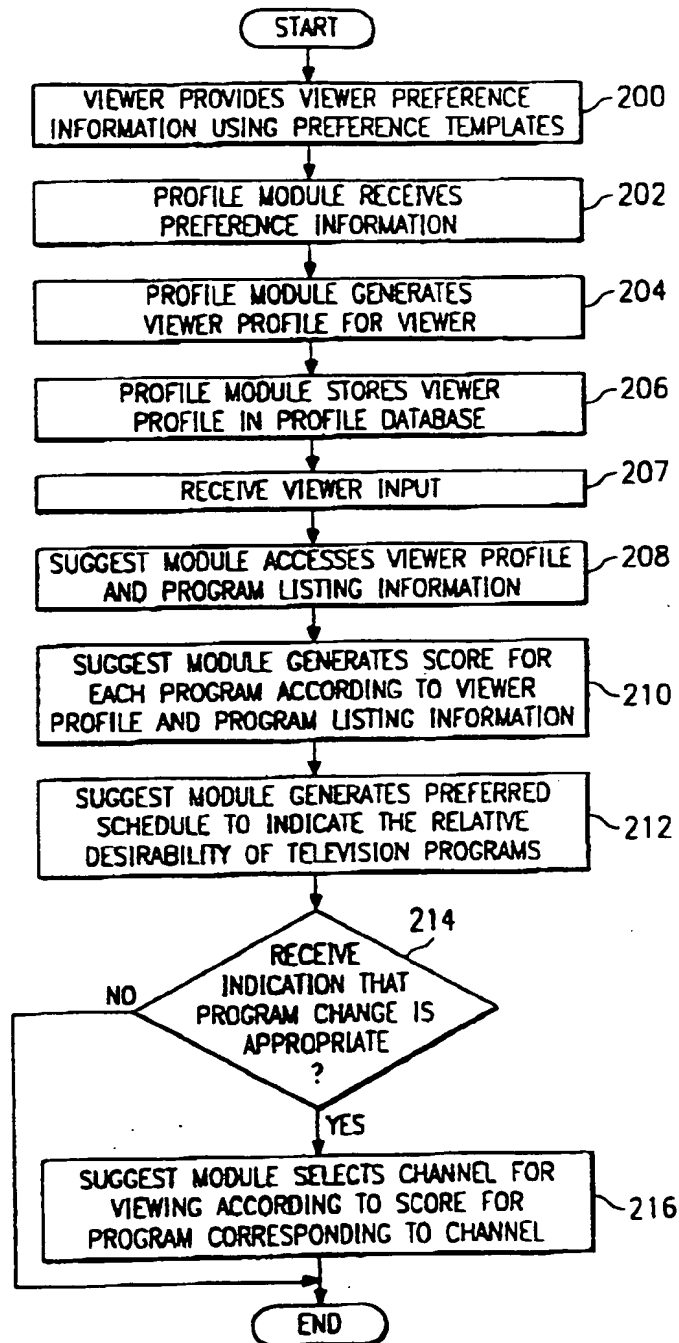 START
VIEWER PROVIDES VIEWER PREFERENCE
INFORMATION USING PREFERENCE TEMPLATES
200
PROFILE MODULE RECEIVES
PREFERENCE INFORMATION
202
PROFILE MODULE GENERATES
VIEWER PROFILE FOR VIEWER
204
PROFILE MODULE STORES VIEWER
PROFILE IN PROFILE DATABASE
206
RECEIVE VIEWER INPUT
207
SUGGEST MODULE ACCESSES VIEWER PROFILE
AND PROGRAM LISTING INFORMATION
208
SUGGEST MODULE GENERATES SCORE FOR
EACH PROGRAM ACCORDING TO VIEWER
PROFILE AND PROGRAM LISTING INFORMATION
210
SUGGEST MODULE GENERATES PREFERRED
SCHEDULE TO INDICATE THE RELATIVE
DESIRABILITY OF TELEVISION PROGRAMS
212
214
RECEIVE
INDICATION THAT
PROGRAM CHANGE IS
APPROPRIATE
?
NO
YES
SUGGEST MODULE SELECTS CHANNEL FOR
VIEWING ACCORDING TO SCORE FOR
PROGRAM CORRESPONDING TO CHANNEL
216
END